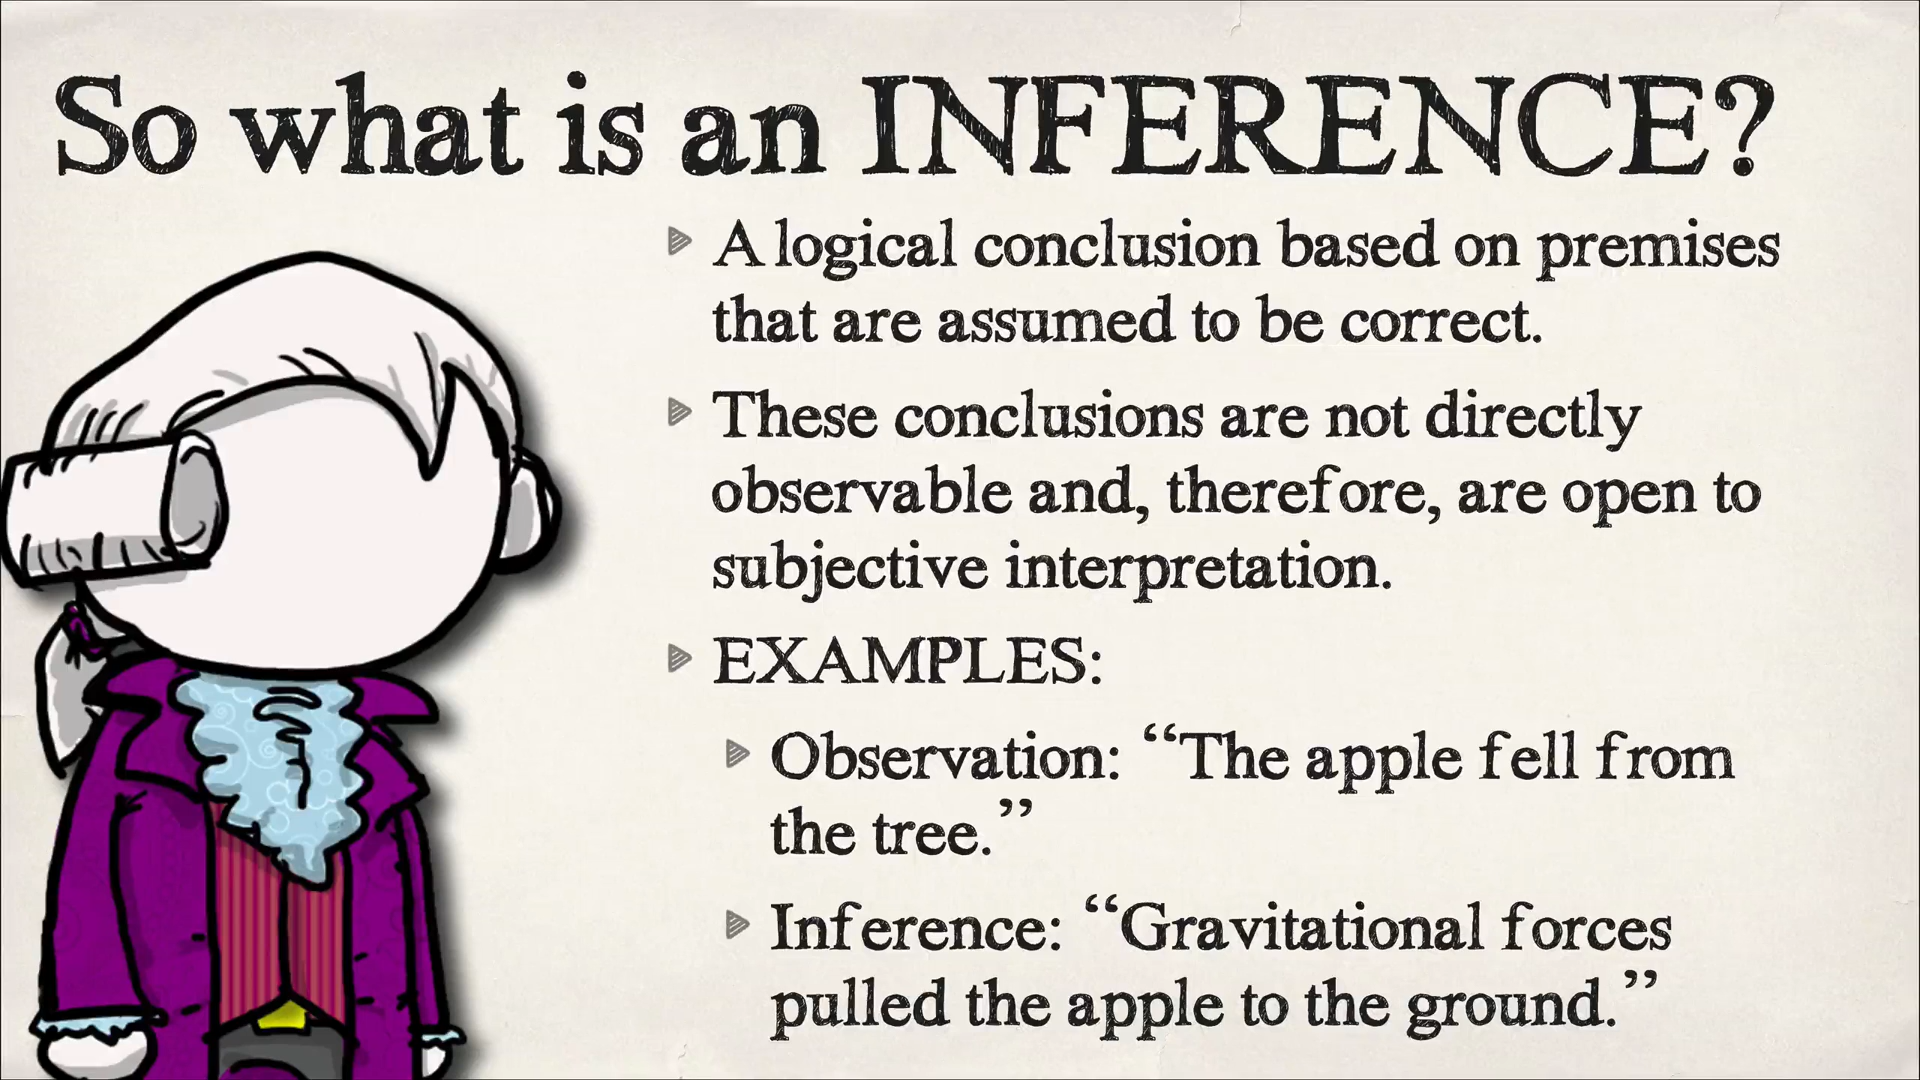 So what is an INFERENCE?
A logical conclusion based on premises
that are assumed to be correct.
These conclusions are not directly
observable and, therefore, are open to
subjective interpretation.
EXAMPLES:
Observation: “The apple fell from
the tree.”
Inference: “Gravitational forces
pulled the apple to the ground.”